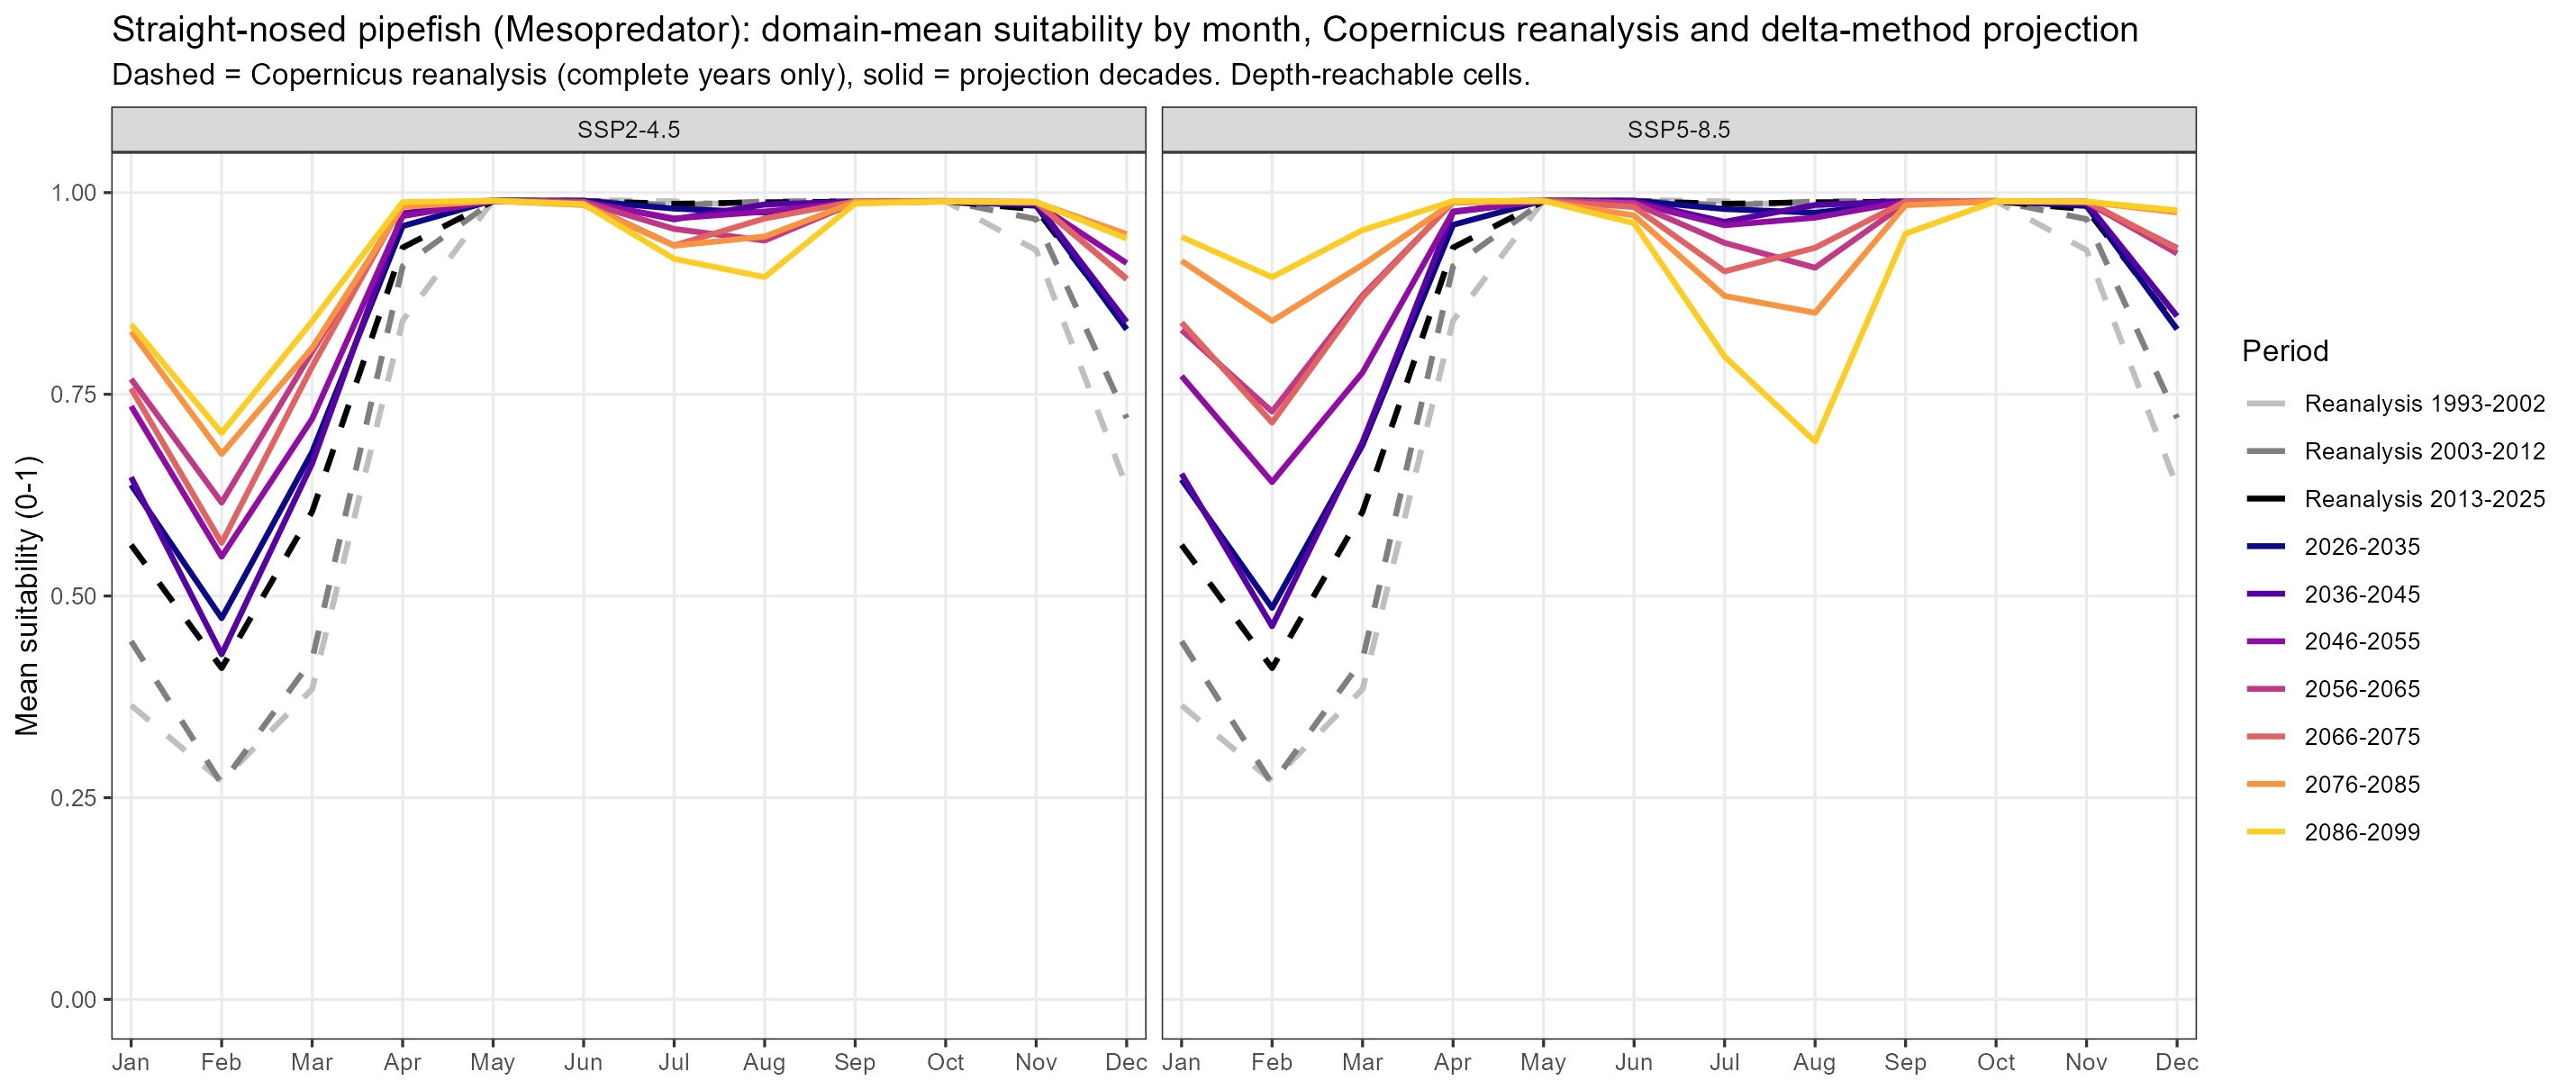 Straight-nosed pipefish (Mesopredator): domain-mean suitability by month, Copernicus reanalysis and delta-method projection
Dashed = Copernicus reanalysis (complete years only), solid = projection decades. Depth-reachable cells.
SSP2-4.5
SSP5-8.5
Mean suitability (0-1)
1.00
0.75
0.50
0.25
0.00
Jan Feb Mar Apr May Jun Jul Aug Sep Oct Nov Dec
Jan Feb Mar Apr May Jun Jul Aug Sep Oct Nov Dec
Period
Reanalysis 1993-2002
Reanalysis 2003-2012
Reanalysis 2013-2025
2026-2035
2036-2045
2046-2055
2056-2065
2066-2075
2076-2085
2086-2099